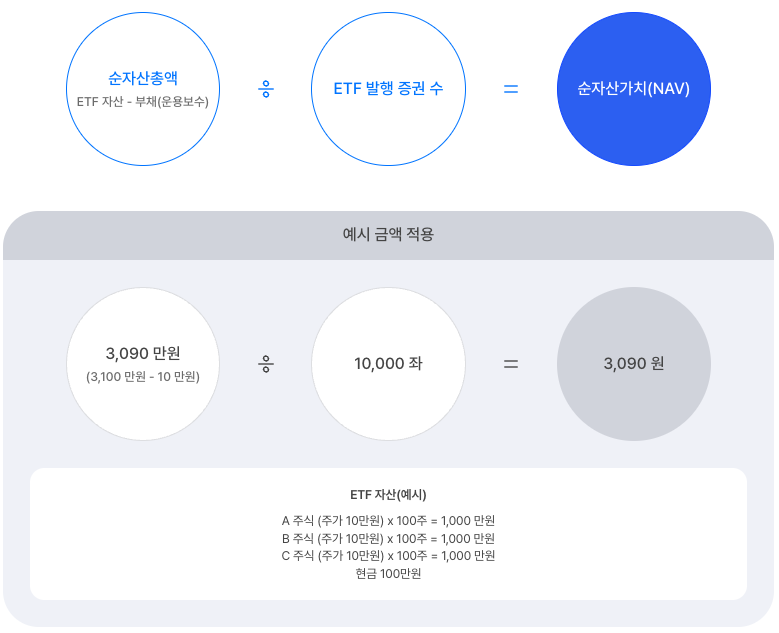 순자산총액
ETF 자산 - 부채(운용보수)
÷
ETF 발행 증권 수
=
순자산가치(NAV)
예시 금액 적용
3,090 만원
(3,100 만원 - 10 만원)
÷
10,000 좌
=
3,090 원
ETF 자산(예시)
A 주식 (주가 10만원) x 100주 = 1,000 만원
B 주식 (주가 10만원) x 100주 = 1,000 만원
C 주식 (주가 10만원) x 100주 = 1,000 만원
현금 100만원